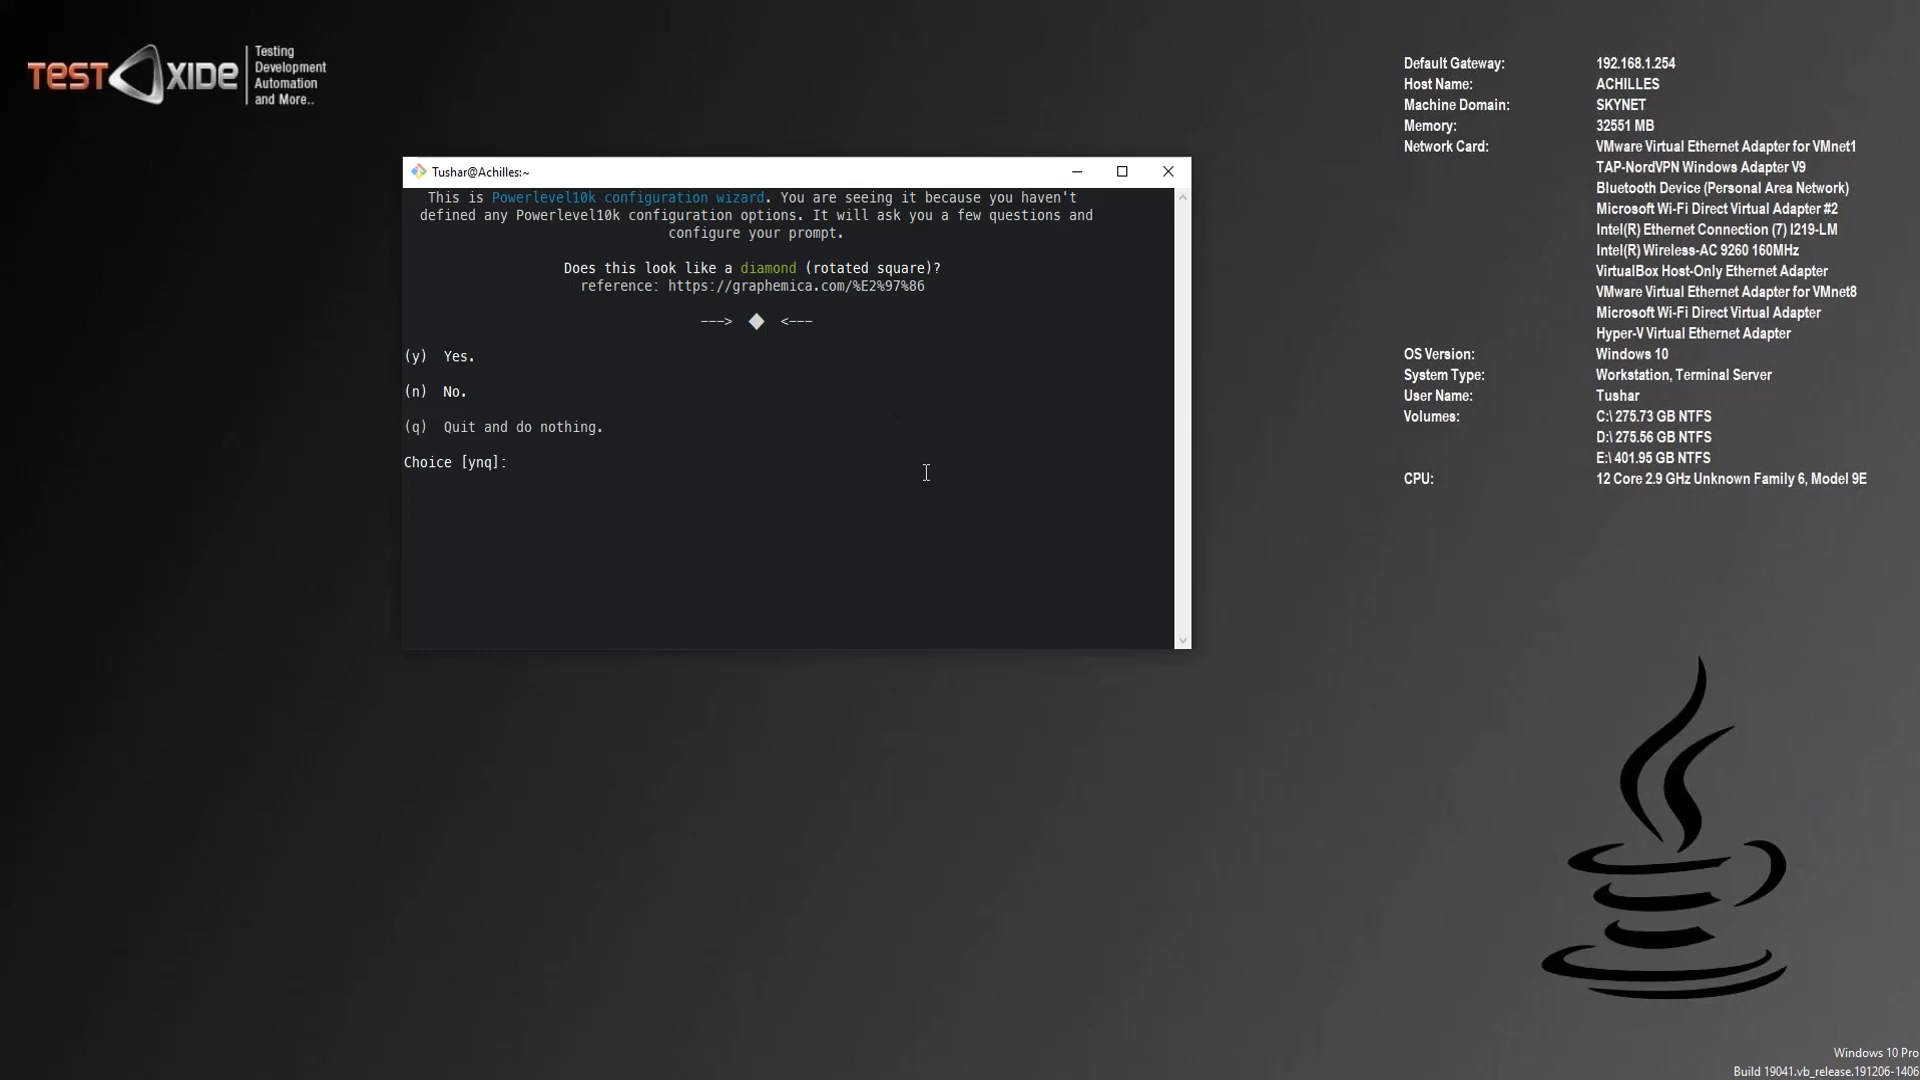 TEST XIDE
Testing
Development
Automation
and More..
Default Gateway: 192.168.1.254
Host Name: ACHILLES
Machine Domain: SKYNET
Memory: 32551 MB
Network Card: VMware Virtual Ethernet Adapter for VMnet1
TAP-NordVPN Windows Adapter V9
Bluetooth Device (Personal Area Network)
Microsoft Wi-Fi Direct Virtual Adapter #2
Intel(R) Ethernet Connection (7) I219-LM
Intel(R) Wireless-AC 9260 160MHz
VirtualBox Host-Only Ethernet Adapter
VMware Virtual Ethernet Adapter for VMnet8
Microsoft Wi-Fi Direct Virtual Adapter
Hyper-V Virtual Ethernet Adapter
OS Version: Windows 10
System Type: Workstation, Terminal Server
User Name: Tushar
Volumes: C:\ 275.73 GB NTFS
D:\ 275.56 GB NTFS
E:\ 401.95 GB NTFS
CPU: 12 Core 2.9 GHz Unknown Family 6, Model 9E
Tushar@Achilles:~
This is Powerlevel10k configuration wizard. You are seeing it because you haven't
defined any Powerlevel10k configuration options. It will ask you a few questions and
configure your prompt.
Does this look like a diamond (rotated square)?
reference: https://graphemica.com/%E2%97%86
---> ◆ <---
(y) Yes.
(n) No.
(q) Quit and do nothing.
Choice [ynq]:
Windows 10 Pro
Build 19041.vb_release.191206-1406